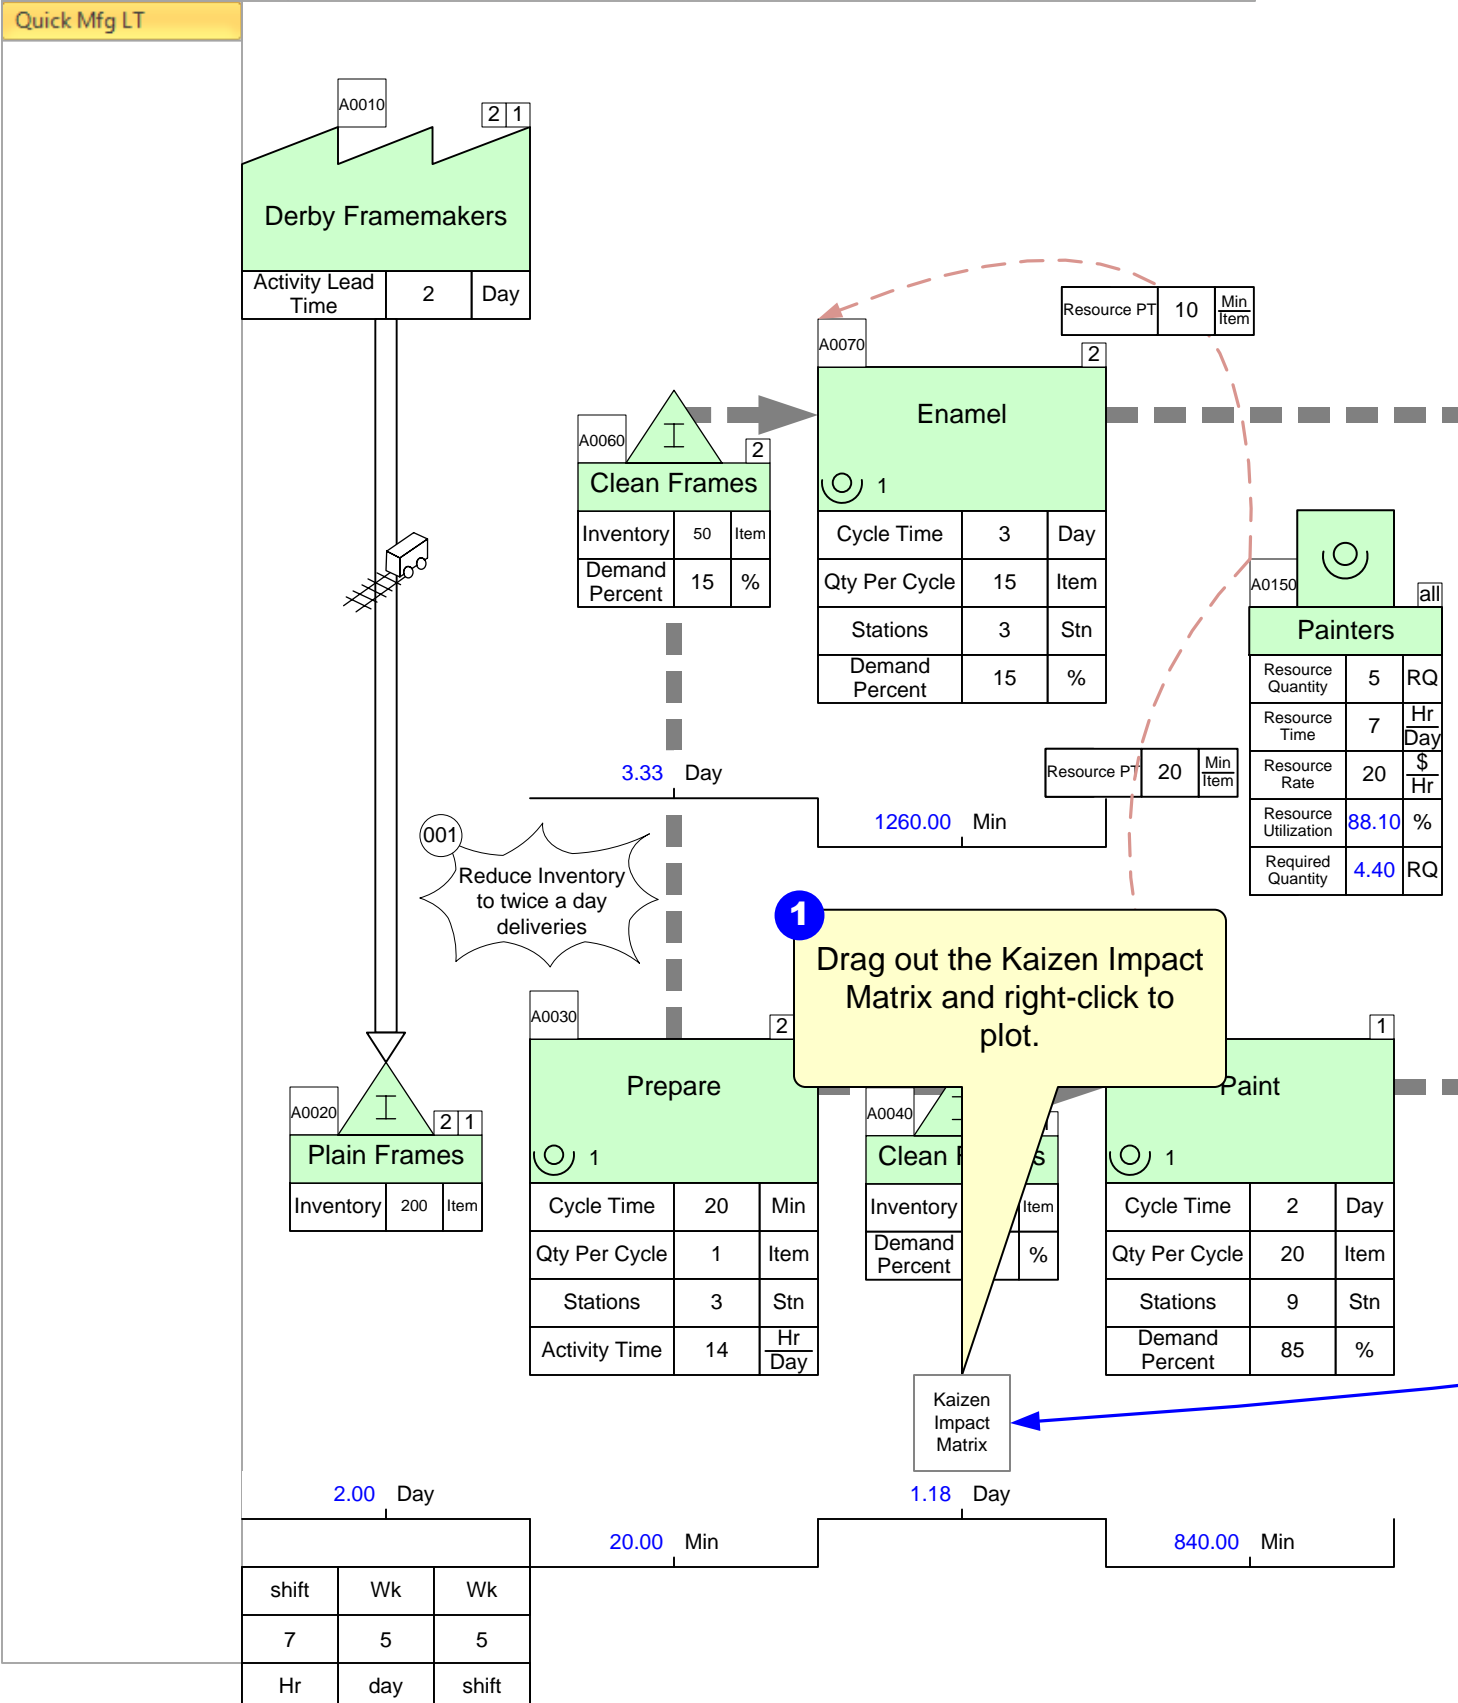 Quick Mfg LT
A0010
2 1
Derby Framemakers
Activity Lead
Time
2
Day
Resource PT
10
Min
Item
A0070
2
Enamel
1
Cycle Time
3
Day
Qty Per Cycle
15
Item
Stations
3
Stn
Demand
Percent
15
%
A0060
I
2
Clean Frames
Inventory
50
Item
Demand
Percent
15
%
A0150
all
Painters
Resource
Quantity
5
RQ
Resource
Time
7
Hr
Day
Resource
Rate
20
$
Hr
Resource
Utilization
88.10
%
Required
Quantity
4.40
RQ
Resource PT
20
Min
Item
3.33 Day
1260.00 Min
001
Reduce Inventory
to twice a day
deliveries
1
Drag out the Kaizen Impact
Matrix and right-click to
plot.
A0020
I
2 1
Plain Frames
Inventory
200
Item
A0030
2
Prepare
1
Cycle Time
20
Min
Qty Per Cycle
1
Item
Stations
3
Stn
Activity Time
14
Hr
Day
A0040
Clean
Inventory
Item
Demand
Percent
%
1
Paint
1
Cycle Time
2
Day
Qty Per Cycle
20
Item
Stations
9
Stn
Demand
Percent
85
%
Kaizen
Impact
Matrix
2.00 Day
20.00 Min
1.18 Day
840.00 Min
shift Wk Wk
7 5 5
Hr day shift